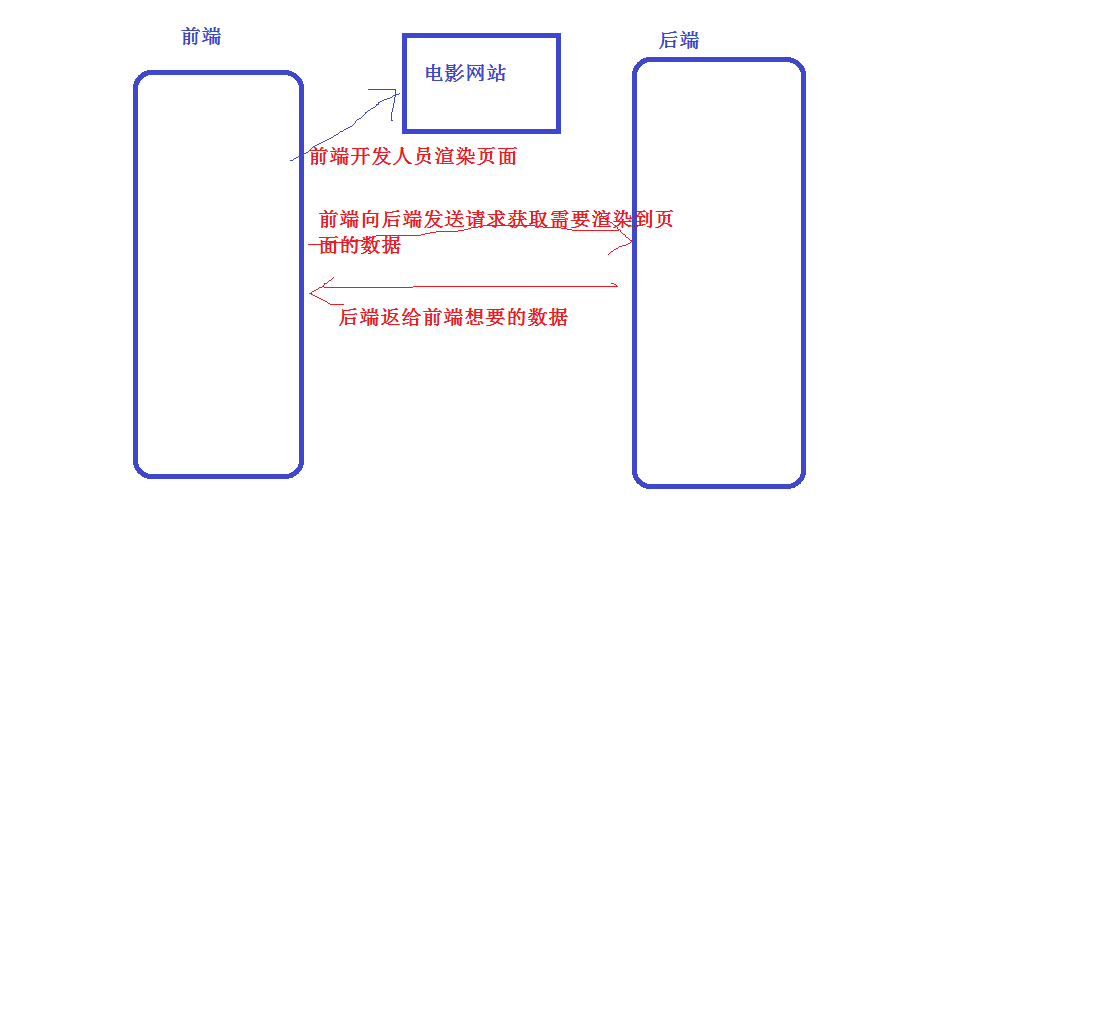 前端
后端
电影网站
前端开发人员渲染页面
前端向后端发送请求获取需要渲染到页
面的数据
后端返给前端想要的数据